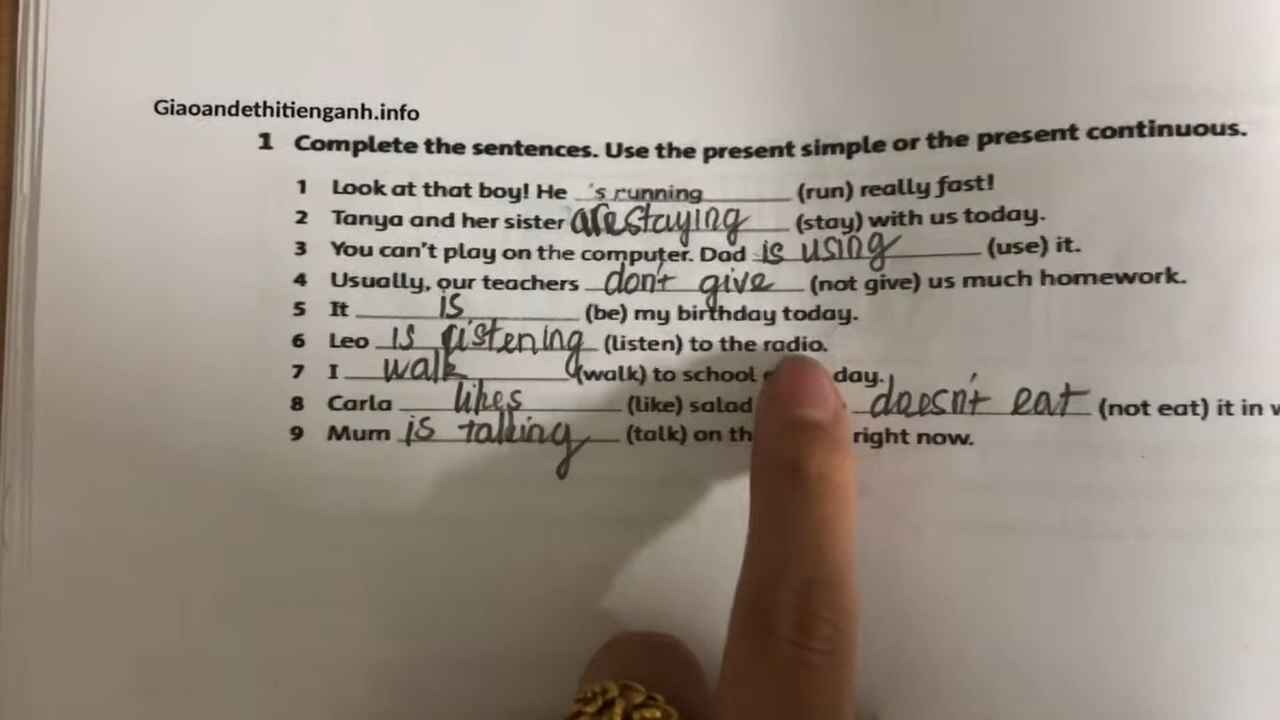 Giaoandethitienganh.info
1 Complete the sentences. Use the present simple or the present continuous.
1 Look at that boy! He 's running (run) really fast!
2 Tanya and her sister are staying (stay) with us today.
3 You can't play on the computer. Dad is using (use) it.
4 Usually, our teachers don't give (not give) us much homework.
5 It is (be) my birthday today.
6 Leo is listening (listen) to the radio.
7 I walk (walk) to school day.
8 Carla likes (like) salad doesn't eat (not eat) it in
9 Mum is talking (talk) on right now.